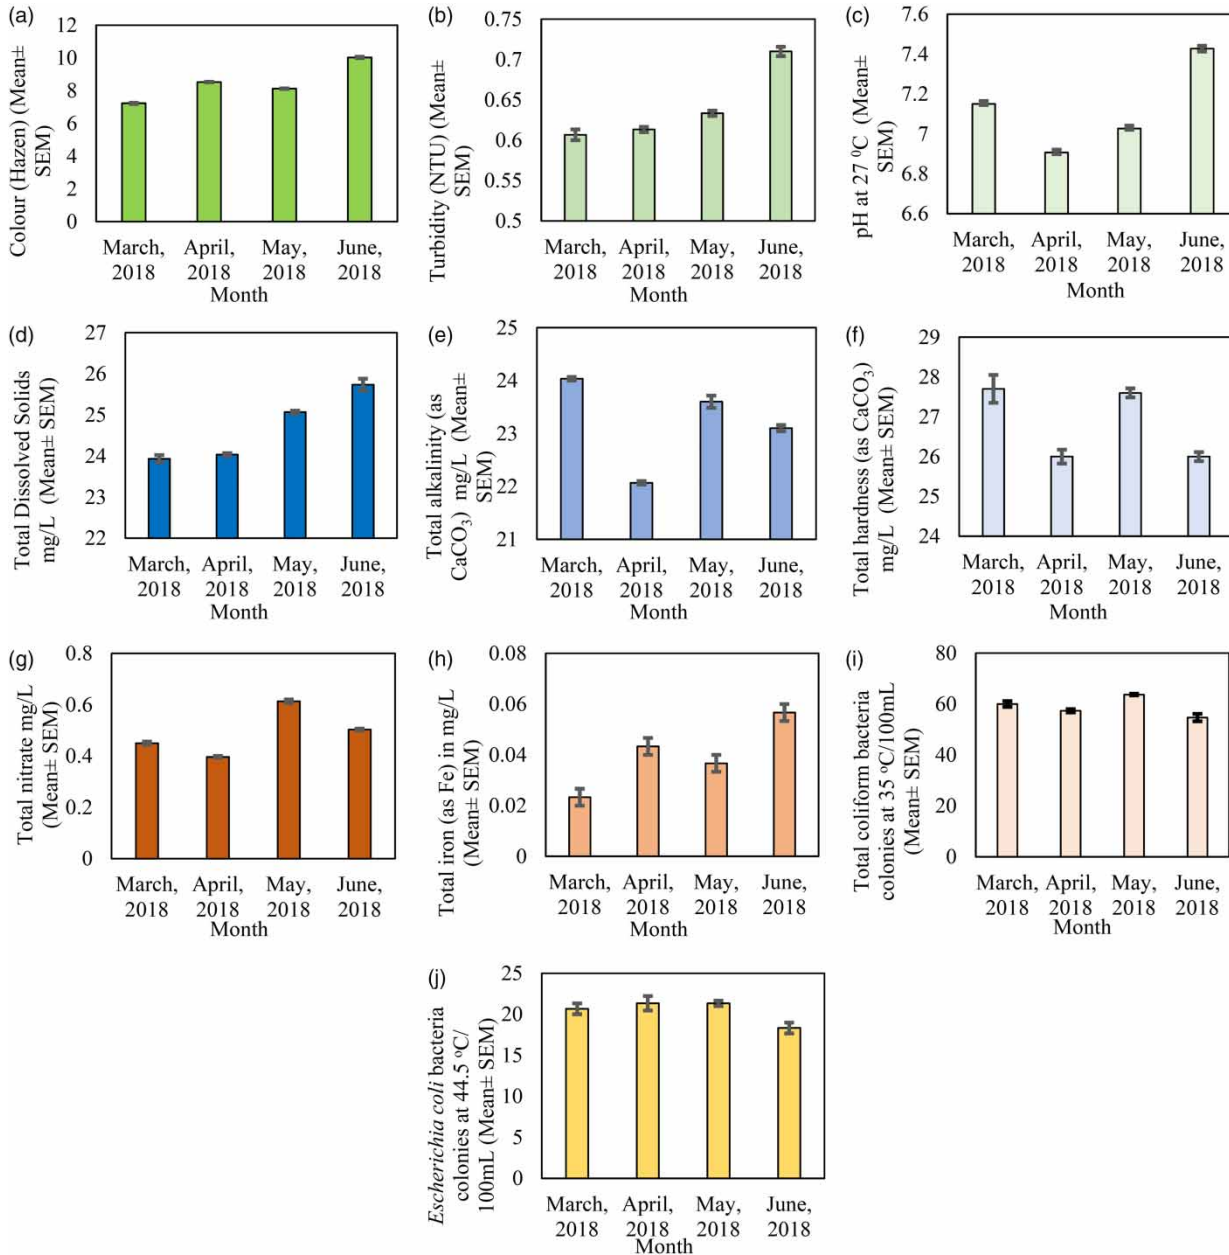 (a)
Colour (Hazen) (Mean±
SEM)
12
10
8
6
4
2
0
March,
2018
April,
2018
May,
2018
June,
2018
Month
(b)
Turbidity (NTU) (Mean±
SEM)
0.75
0.7
0.65
0.6
0.55
0.5
March,
2018
April,
2018
May,
2018
June,
2018
Month
(c)
pH at 27 ⁰C (Mean±
SEM)
7.6
7.4
7.2
7
6.8
6.6
March,
2018
April,
2018
May,
2018
June,
2018
Month
(d)
Total Dissolved Solids
mg/L (Mean± SEM)
27
26
25
24
23
22
March,
2018
April,
2018
May,
2018
June,
2018
Month
(e)
Total alkalinity (as
CaCO₃) mg/L (Mean±
SEM)
25
24
23
22
21
March,
2018
April,
2018
May,
2018
June,
2018
Month
(f)
Total hardness (as CaCO₃)
mg/L (Mean± SEM)
29
28
27
26
25
24
March,
2018
April,
2018
May,
2018
June,
2018
Month
(g)
Total nitrate mg/L
(Mean± SEM)
0.8
0.6
0.4
0.2
0
March,
2018
April,
2018
May,
2018
June,
2018
Month
(h)
Total iron (as Fe) in mg/L
(Mean± SEM)
0.08
0.06
0.04
0.02
0
March,
2018
April,
2018
May,
2018
June,
2018
Month
(i)
Total coliform bacteria
colonies at 35 ᵒC/100mL
(Mean± SEM)
80
60
40
20
0
March,
2018
April,
2018
May,
2018
June,
2018
Month
(j)
Escherichia coli bacteria
colonies at 44.5 ᵒC/
100mL (Mean± SEM)
25
20
15
10
5
0
March,
2018
April,
2018
May,
2018
June,
2018
Month